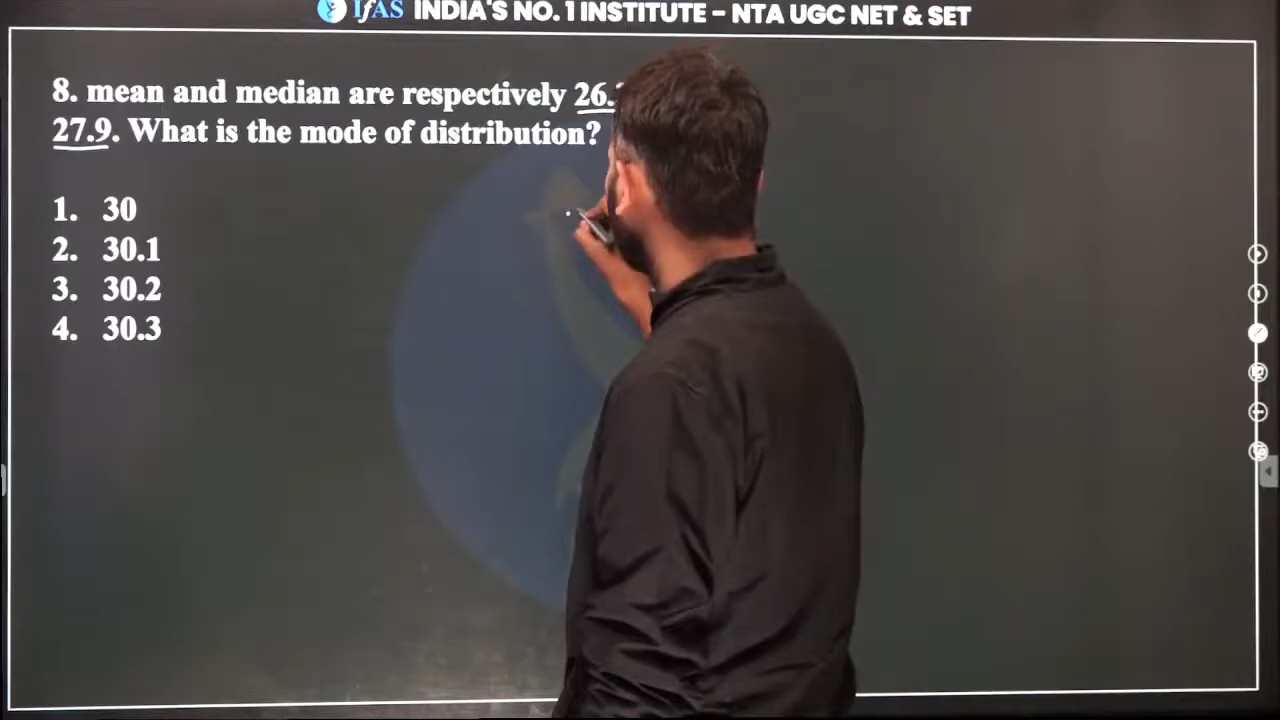 IfAS INDIA'S NO. 1 INSTITUTE – NTA UGC NET & SET
8. mean and median are respectively 26.
27.9. What is the mode of distribution?
1. 30
2. 30.1
3. 30.2
4. 30.3